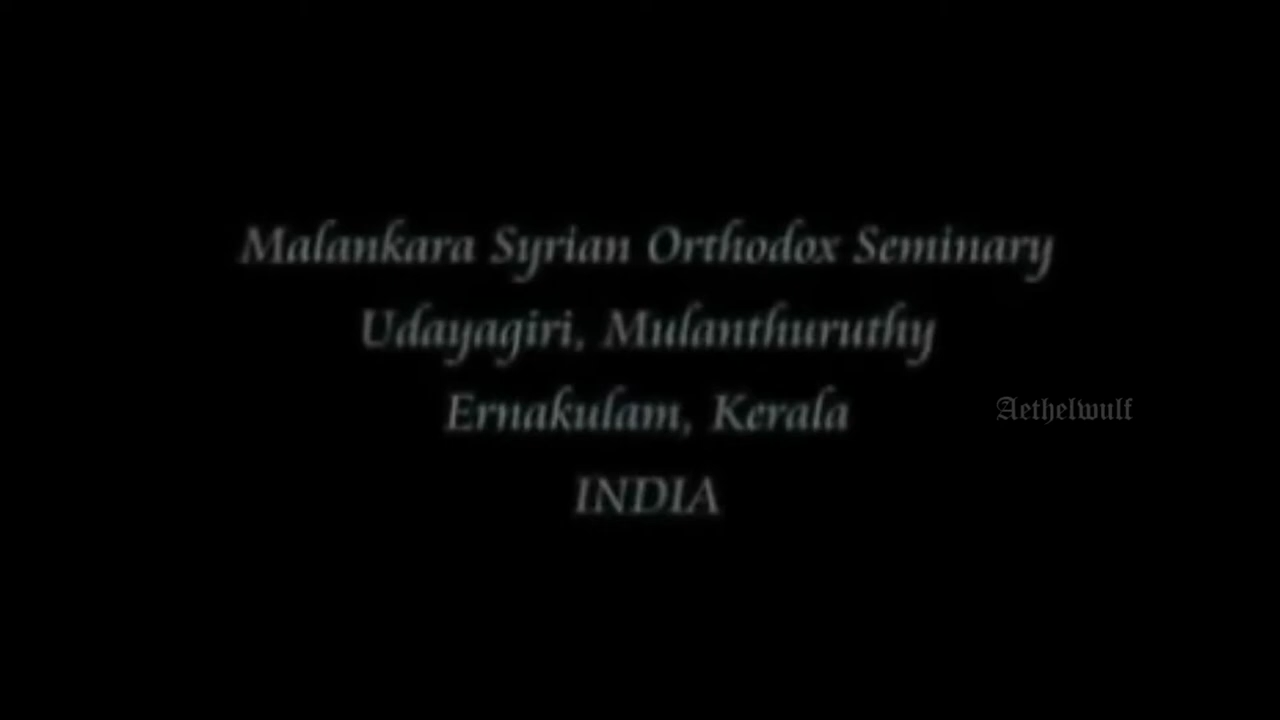 Malankara Syrian Orthodox Seminary
Udayagiri, Mulanthuruthy
Ernakulam, Kerala
Aethelwulf
INDIA